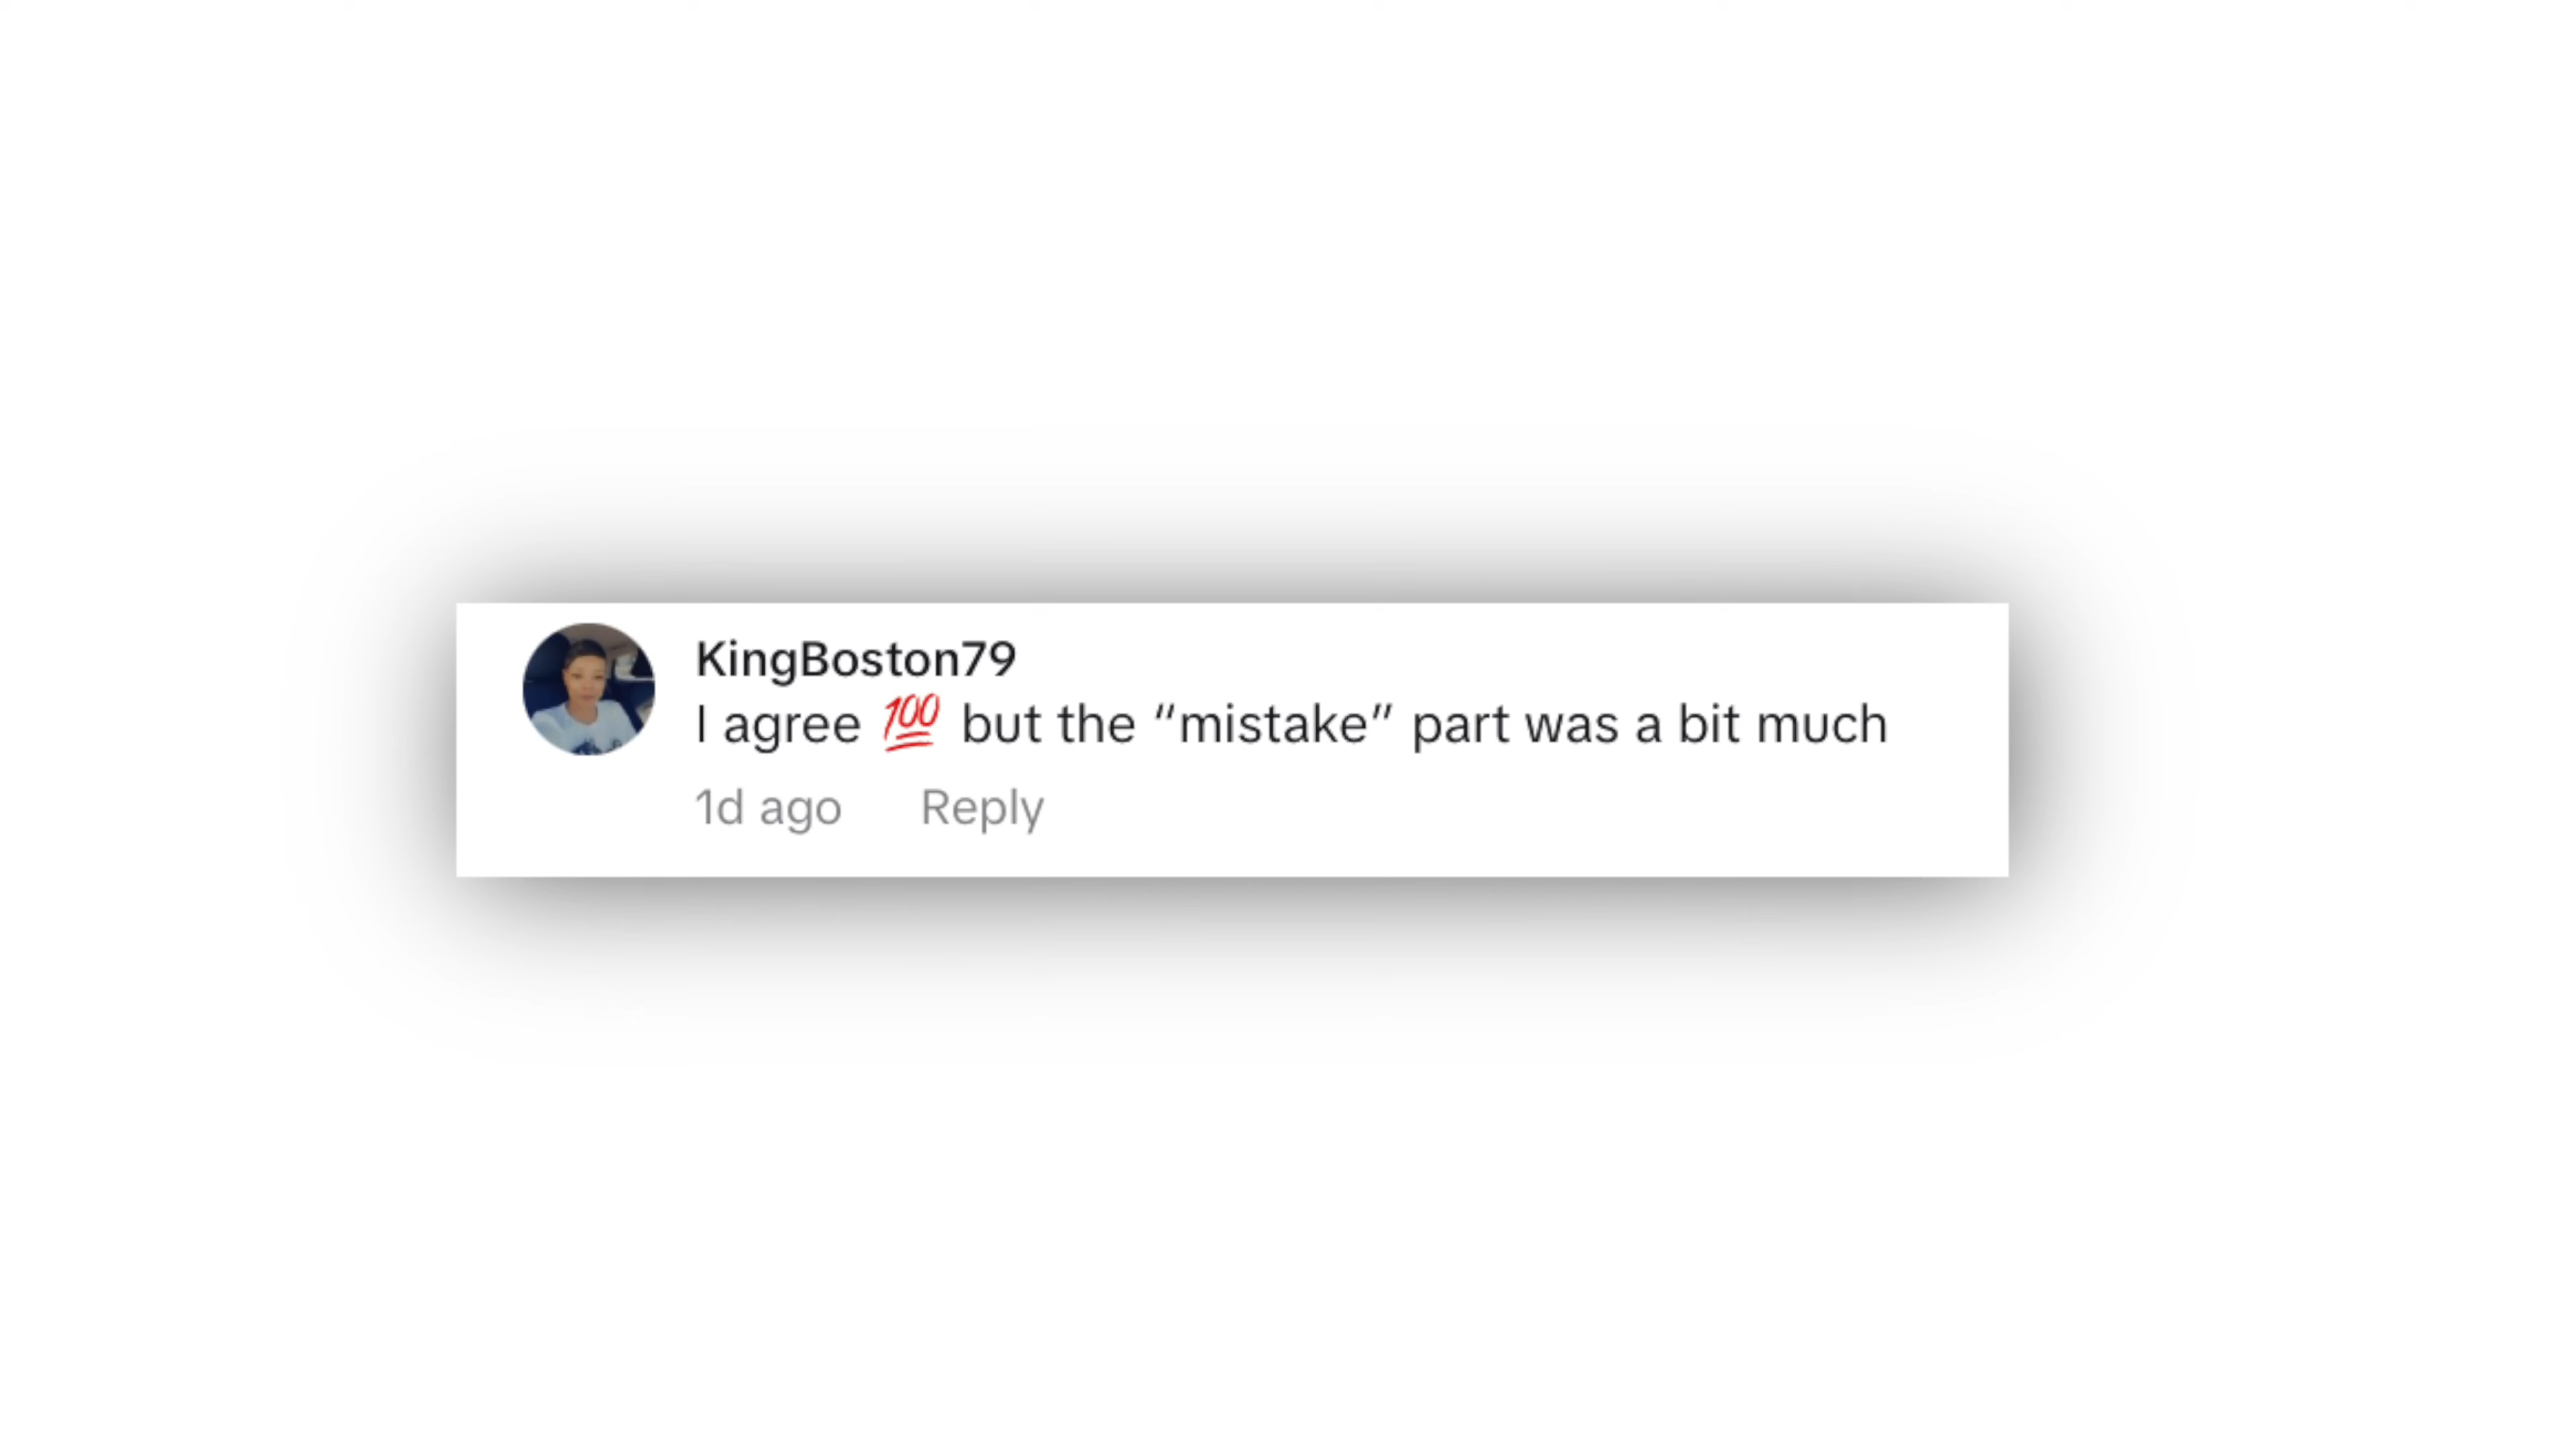 KingBoston79
I agree 💯 but the “mistake” part was a bit much
1d ago Reply